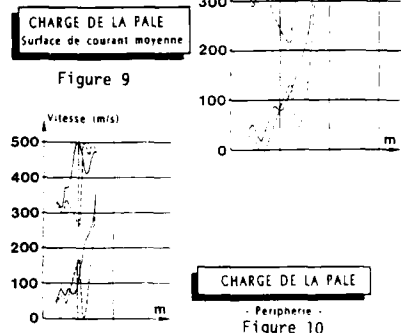 CHARGE DE LA PALE
Surface de courant moyenne
Figure 9
Vitesse (m/s)
500
400
300
200
100
0
m
300
200
100
0
m
CHARGE DE LA PALE
- Peripherie -
Figure 10